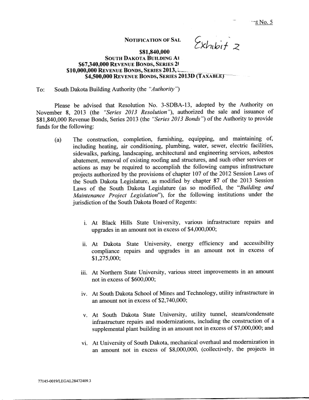 t No. 5
Exhibit 2
NOTIFICATION OF SAL
$81,840,000
SOUTH DAKOTA BUILDING A
$67,340,000 REVENUE BONDS, SERIES 2
$10,000,000 REVENUE BONDS, SERIES 2013,
$4,500,000 REVENUE BONDS, SERIES 2013D (TAXABLE)
To: South Dakota Building Authority (the "Authority")
Please be advised that Resolution No. 3-SDBA-13, adopted by the Authority on
November 8, 2013 (the "Series 2013 Resolution"), authorized the sale and issuance of
$81,840,000 Revenue Bonds, Series 2013 (the "Series 2013 Bonds") of the Authority to provide
funds for the following:
(a) The construction, completion, furnishing, equipping, and maintaining of,
including heating, air conditioning, plumbing, water, sewer, electric facilities,
sidewalks, parking, landscaping, architectural and engineering services, asbestos
abatement, removal of existing roofing and structures, and such other services or
actions as may be required to accomplish the following campus infrastructure
projects authorized by the provisions of chapter 107 of the 2012 Session Laws of
the South Dakota Legislature, as modified by chapter 87 of the 2013 Session
Laws of the South Dakota Legislature (as so modified, the "Building and
Maintenance Project Legislation"), for the following institutions under the
jurisdiction of the South Dakota Board of Regents:
i. At Black Hills State University, various infrastructure repairs and
upgrades in an amount not in excess of $4,000,000;
ii. At Dakota State University, energy efficiency and accessibility
compliance repairs and upgrades in an amount not in excess of
$1,275,000;
iii. At Northern State University, various street improvements in an amount
not in excess of $600,000;
iv. At South Dakota School of Mines and Technology, utility infrastructure in
an amount not in excess of $2,740,000;
v. At South Dakota State University, utility tunnel, steam/condensate
infrastructure repairs and modernizations, including the construction of a
supplemental plant building in an amount not in excess of $7,000,000; and
vi. At University of South Dakota, mechanical overhaul and modernization in
an amount not in excess of $8,000,000, (collectively, the projects in